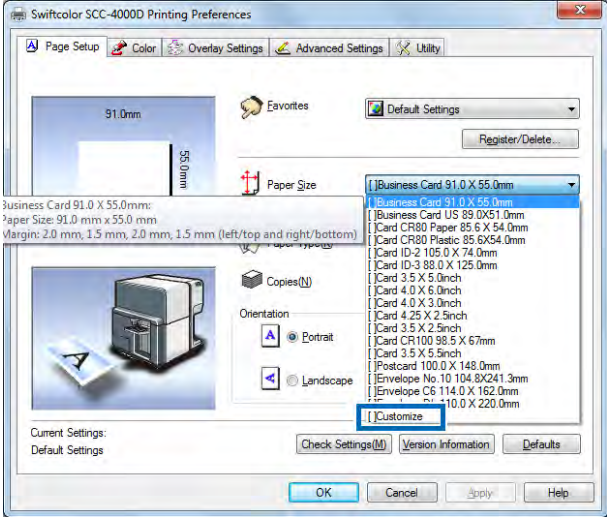 Swiftcolor SCC-4000D Printing Preferences
Page Setup
Color
Overlay Settings
Advanced Settings
Utility
91.0mm
55.0mm
Favorites
Default Settings
Register/Delete...
Paper Size
[ ]Business Card 91.0 X 55.0mm
[ ]Business Card 91.0 X 55.0mm
[ ]Business Card US 89.0X51.0mm
[ ]Card CR80 Paper 85.6 X 54.0mm
[ ]Card CR80 Plastic 85.6X54.0mm
[ ]Card ID-2 105.0 X 74.0mm
[ ]Card ID-3 88.0 X 125.0mm
[ ]Card 3.5 X 5.0inch
[ ]Card 4.0 X 6.0inch
[ ]Card 4.0 X 3.0inch
[ ]Card 4.25 X 2.5inch
[ ]Card 3.5 X 2.5inch
[ ]Card CR100 98.5 X 67mm
[ ]Card 3.5 X 5.5inch
[ ]Postcard 100.0 X 148.0mm
[ ]Envelope No.10 104.8X241.3mm
[ ]Envelope C6 114.0 X 162.0mm
110.0 X 220.0mm
[ ]Customize
Business Card 91.0 X 55.0mm:
Paper Size: 91.0 mm x 55.0 mm
Margin: 2.0 mm, 1.5 mm, 2.0 mm, 1.5 mm (left/top and right/bottom)
Copies(N)
Orientation
A
Portrait
A
Landscape
A
Current Settings:
Default Settings
Check Settings(M)
Version Information
Defaults
OK
Cancel
Apply
Help